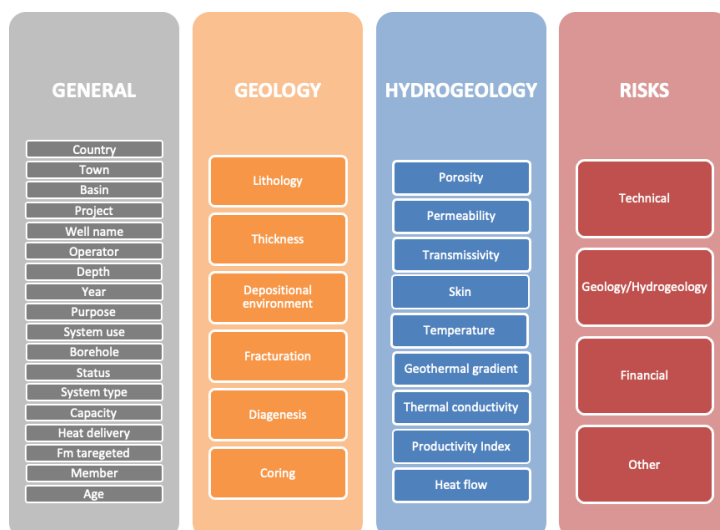 GENERAL
Country
Town
Basin
Project
Well name
Operator
Depth
Year
Purpose
System use
Borehole
Status
System type
Capacity
Heat delivery
Fm taregeted
Member
Age
GEOLOGY
Lithology
Thickness
Depositional
environment
Fracturation
Diagenesis
Coring
HYDROGEOLOGY
Porosity
Permeability
Transmissivity
Skin
Temperature
Geothermal gradient
Thermal conductivity
Productivity Index
Heat flow
RISKS
Technical
Geology/Hydrogeology
Financial
Other